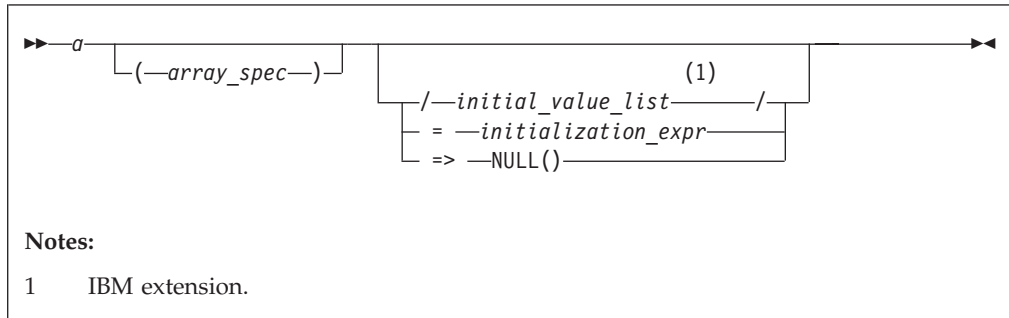 a
(array_spec)
(1)
/initial_value_list/
= initialization_expr
=> NULL()
Notes:
1 IBM extension.